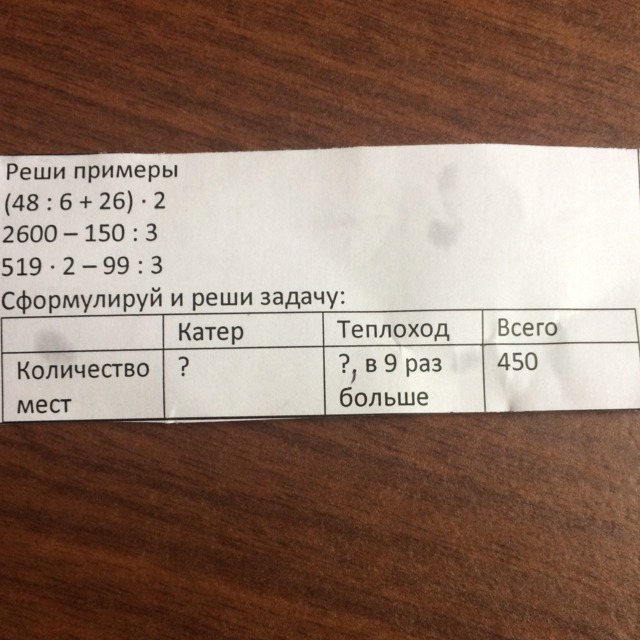 Реши примеры
(48 : 6 + 26) · 2
2600 – 150 : 3
519 · 2 – 99 : 3
Сформулируй и реши задачу:
Катер Теплоход Всего
Количество ? ?, в 9 раз 450
мест больше